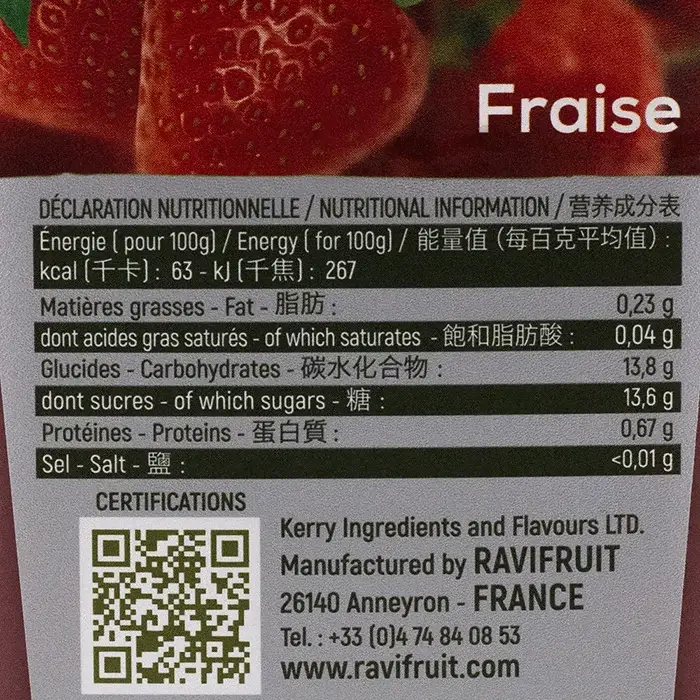 Fraise
DÉCLARATION NUTRITIONNELLE / NUTRITIONAL INFORMATION / 营养成分表
Énergie ( pour 100g) / Energy ( for 100g) / 能量值 (每百克平均值) :
kcal (千卡) : 63 - kJ (千焦) : 267
Matières grasses - Fat - 脂肪 : 0,23 g
dont acides gras saturés - of which saturates - 飽和脂肪酸 : 0,04 g
Glucides - Carbohydrates - 碳水化合物 : 13,8 g
dont sucres - of which sugars - 糖 : 13,6 g
Protéines - Proteins - 蛋白質 : 0,67 g
Sel - Salt - 鹽 : <0,01 g
CERTIFICATIONS
Kerry Ingredients and Flavours LTD.
Manufactured by RAVIFRUIT
26140 Anneyron - FRANCE
Tel. : +33 (0)4 74 84 08 53
www.ravifruit.com